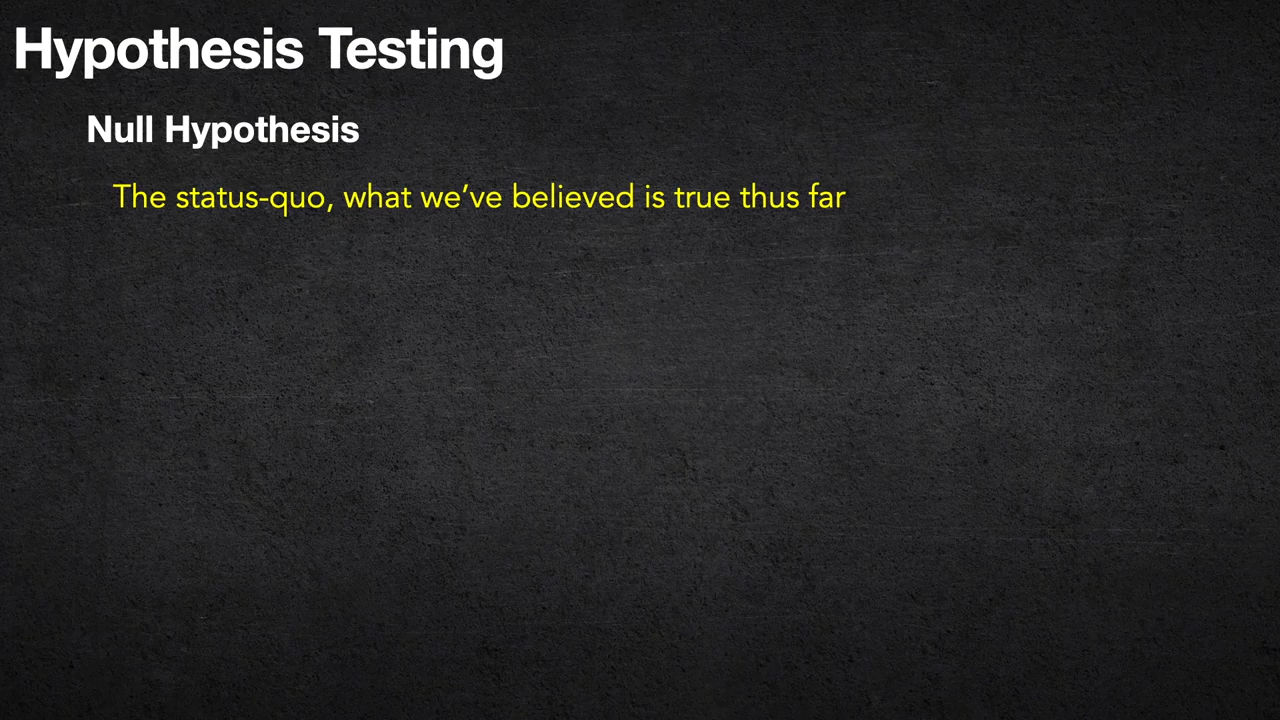 Hypothesis Testing
Null Hypothesis
The status-quo, what we’ve believed is true thus far